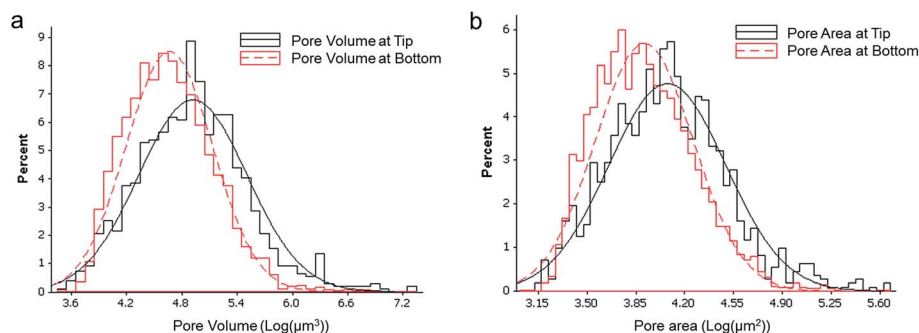 a
Pore Volume at Tip
Pore Volume at Bottom
Percent
9
8
7
6
5
4
3
2
1
0
3.6 4.2 4.8 5.4 6.0 6.6 7.2
Pore Volume (Log(µm³))
b
Pore Area at Tip
Pore Area at Bottom
Percent
6
5
4
3
2
1
0
3.15 3.50 3.85 4.20 4.55 4.90 5.25 5.60
Pore area (Log(µm²)